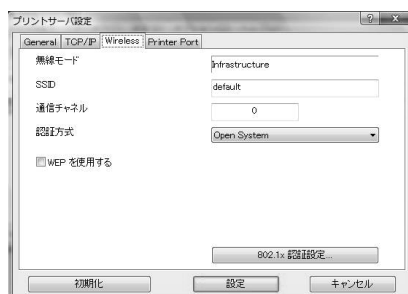 プリントサーバ設定
General TCP/IP Wireless Printer Port
無線モード Infrastructure
SSID default
通信チャネル 0
認証方式 Open System
WEP を使用する
802.1x 認証設定...
初期化 設定 キャンセル